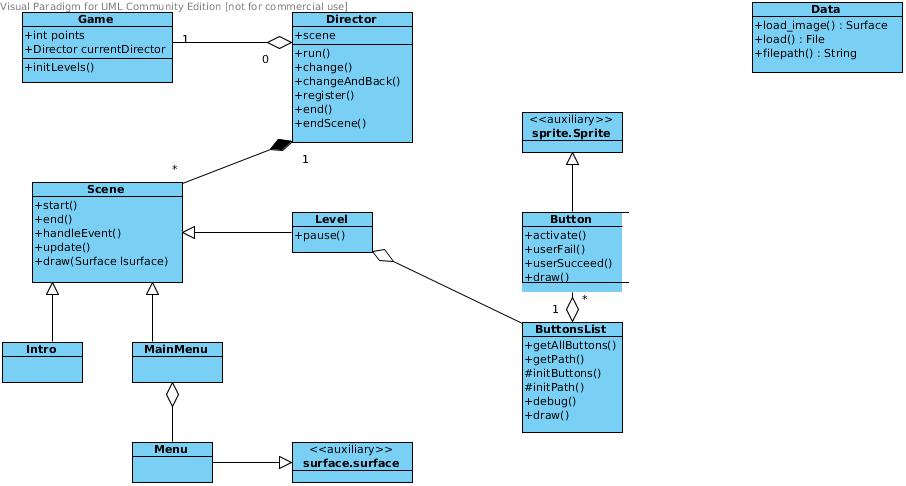 Visual Paradigm for UML Community Edition [not for commercial use]
Game
+int points
+Director currentDirector
+initLevels()
1
0
Director
+scene
+run()
+change()
+changeAndBack()
+register()
+end()
+endScene()
1
*
Data
+load_image() : Surface
+load() : File
+filepath() : String
<<auxiliary>>
sprite.Sprite
Scene
+start()
+end()
+handleEvent()
+update()
+draw(Surface lsurface)
Level
+pause()
Button
+activate()
+userFail()
+userSucceed()
+draw()
*
1
ButtonsList
+getAllButtons()
+getPath()
#initButtons()
#initPath()
+debug()
+draw()
Intro
MainMenu
Menu
<<auxiliary>>
surface.surface